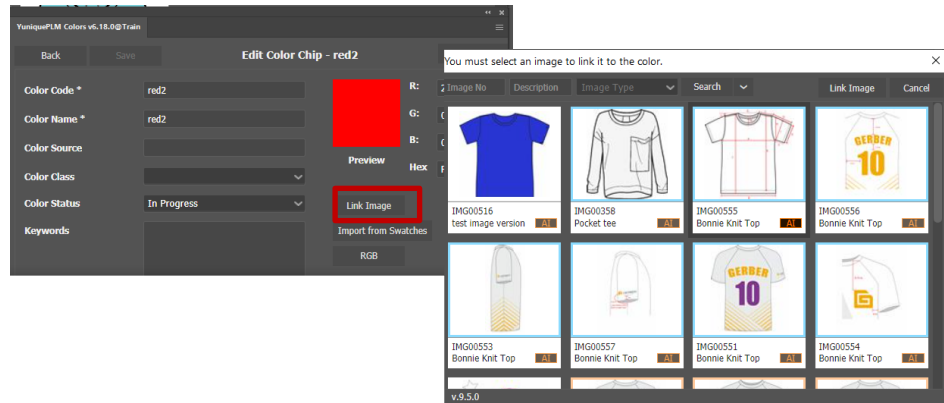 YuniquePLM Colors v6.18.0@Train
Back
Save
Edit Color Chip - red2
Color Code *
red2
Color Name *
red2
Color Source
Color Class
Color Status
In Progress
Keywords
Preview
R:
G:
B:
Hex
Link Image
Import from Swatches
RGB
You must select an image to link it to the color.
Image No
Description
Image Type
Search
Link Image
Cancel
IMG00516
test image version
AI
IMG00358
Pocket tee
AI
IMG00555
Bonnie Knit Top
AI
GERBER
10
IMG00556
Bonnie Knit Top
AI
IMG00553
Bonnie Knit Top
AI
IMG00557
Bonnie Knit Top
AI
GERBER
10
IMG00551
Bonnie Knit Top
AI
IMG00554
Bonnie Knit Top
AI
v.9.5.0